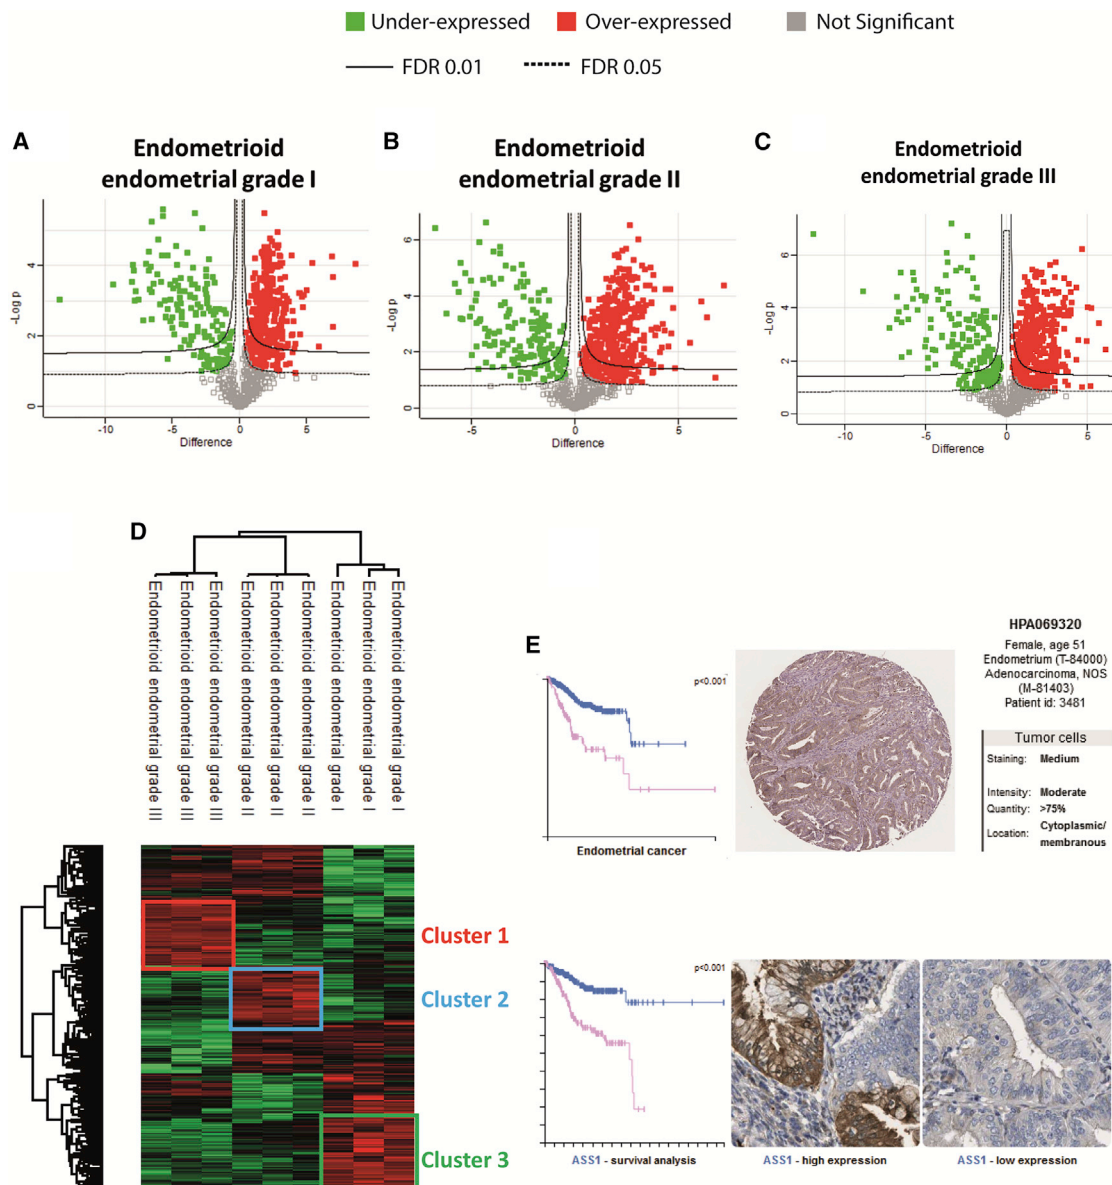 Under-expressed Over-expressed Not Significant
FDR 0.01 FDR 0.05
A
Endometrioid
endometrial grade I
-Log p
4
2
0
-10 -5 0 5
Difference
B
Endometrioid
endometrial grade II
-Log p
6
4
2
0
-5 0 5
Difference
C
Endometrioid
endometrial grade III
-Log p
6
4
2
0
-10 -5 0 5
Difference
D
Endometrioid endometrial grade III
Endometrioid endometrial grade III
Endometrioid endometrial grade III
Endometrioid endometrial grade II
Endometrioid endometrial grade II
Endometrioid endometrial grade II
Endometrioid endometrial grade I
Endometrioid endometrial grade I
Endometrioid endometrial grade I
Cluster 1
Cluster 2
Cluster 3
E
p<0.001
Endometrial cancer
HPA069320
Female, age 51
Endometrium (T-84000)
Adenocarcinoma, NOS
(M-81403)
Patient id: 3481
Tumor cells
Staining: Medium
Intensity: Moderate
Quantity: >75%
Location: Cytoplasmic/
membranous
p<0.001
ASS1 - survival analysis
ASS1 - high expression
ASS1 - low expression